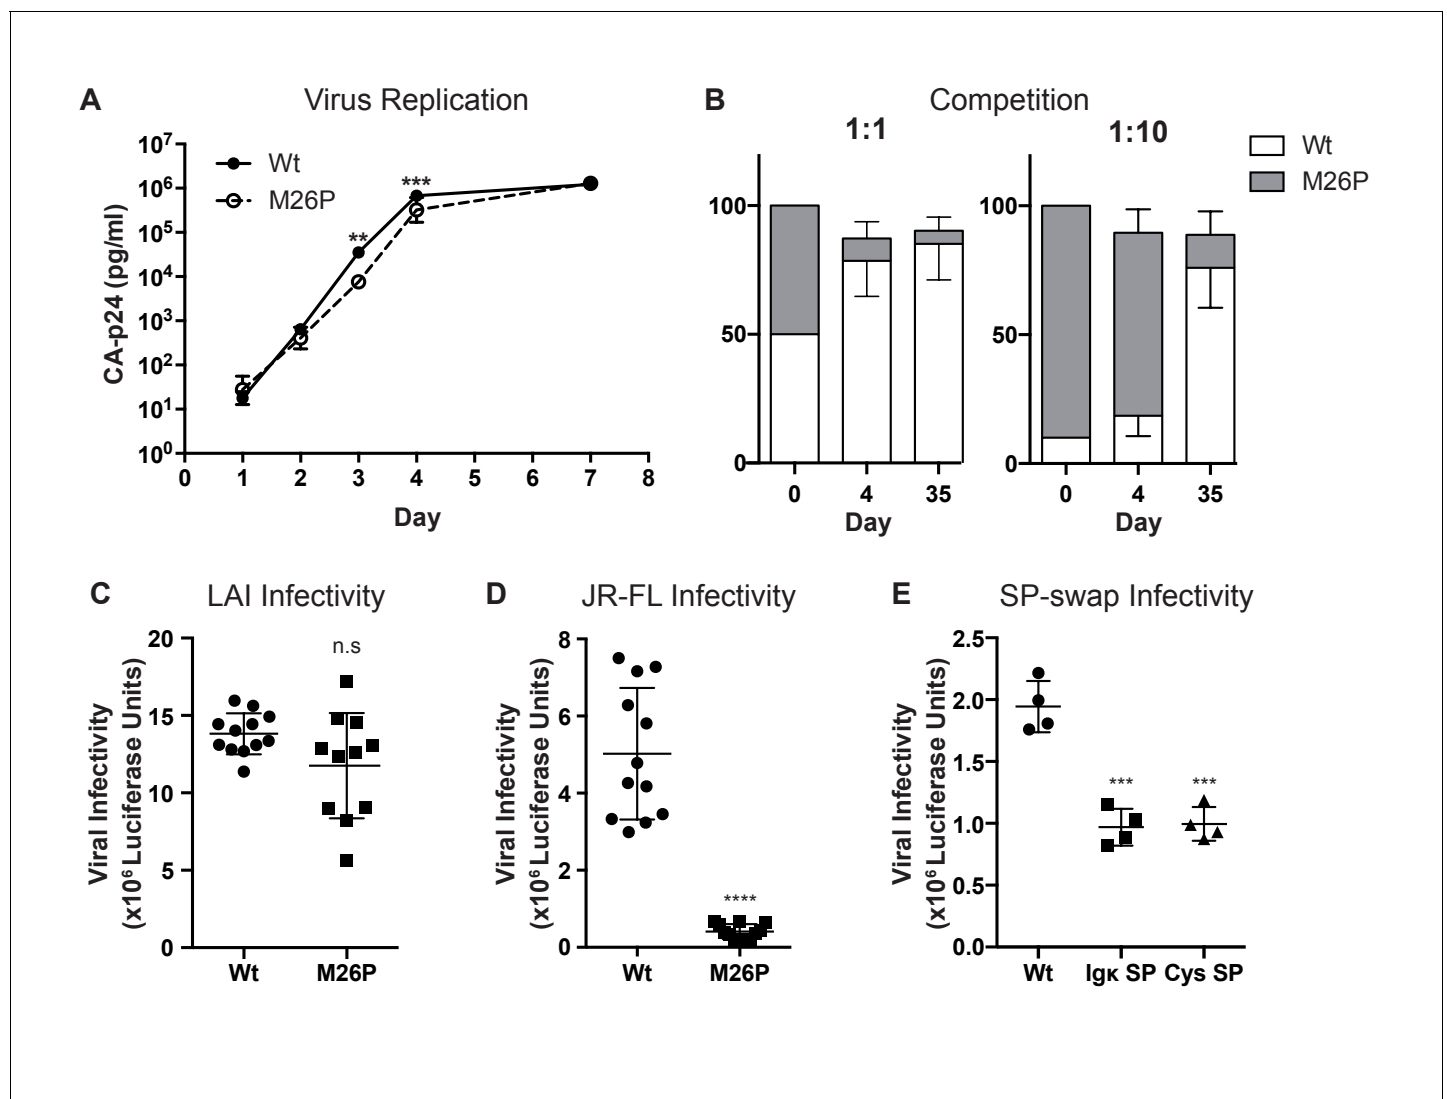 A
Virus Replication
10⁷
10⁶
10⁵
10⁴
10³
10²
10¹
10⁰
CA-p24 (pg/ml)
Wt
M26P
**
***
0 1 2 3 4 5 6 7 8
Day
B
Competition
1:1
1:10
Wt
M26P
100
50
0
0 4 35
Day
100
50
0
0 4 35
Day
C
LAI Infectivity
Viral Infectivity
(x10⁶ Luciferase Units)
20
15
10
5
0
n.s
Wt M26P
D
JR-FL Infectivity
Viral Infectivity
(x10⁶ Luciferase Units)
8
6
4
2
0
****
Wt M26P
E
SP-swap Infectivity
Viral Infectivity
(x10⁶ Luciferase Units)
2.5
2.0
1.5
1.0
0.5
0.0
*** ***
Wt Igκ SP Cys SP